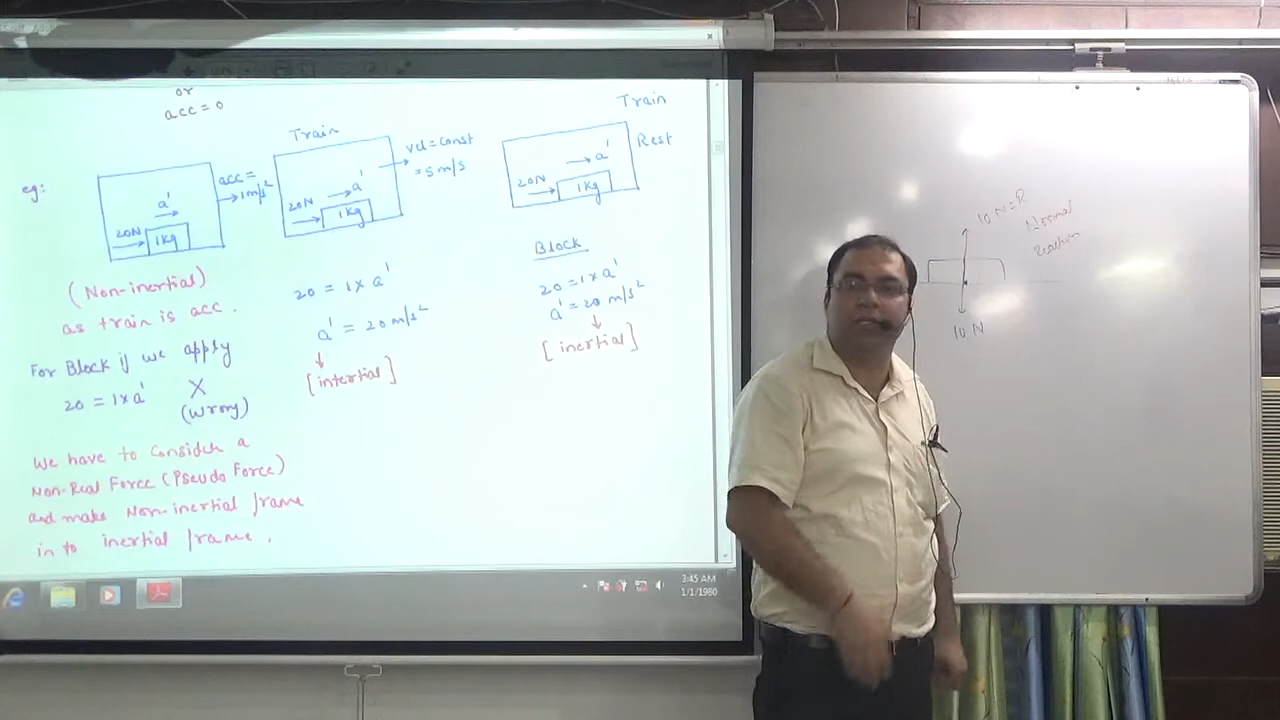 or
acc = 0
eg:
20N
a'
1kg
acc =
1m/s²
(Non-inertial)
as train is acc.
For Block if we apply
20 = 1 x a' X
(wrong)
We have to consider a
Non-Real Force (Pseudo Force)
and make Non-inertial frame
in to inertial frame.
Train
20N
a'
1kg
vel = const
= 5 m/s
20 = 1 x a'
a' = 20 m/s²
↓
[intertial]
Train
Rest
20N
a'
1kg
Block
20 = 1 x a'
a' = 20 m/s²
↓
[inertial]
3:45 AM
1/1/1980
10 N = R
Normal
Reaction
10 N